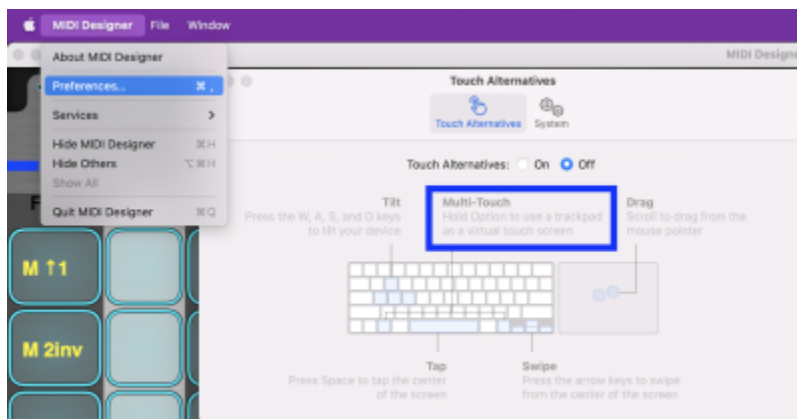 MIDI Designer File Window
MIDI Designe
About MIDI Designer
Preferences... ⌘ ,
Services >
Hide MIDI Designer ⌘H
Hide Others ⌥⌘H
Show All
Quit MIDI Designer ⌘Q
Touch Alternatives
Touch Alternatives System
Touch Alternatives: On Off
Tilt
Press the W, A, S, and D keys
to tilt your device
Multi-Touch
Hold Option to use a trackpad
as a virtual touch screen
Drag
Scroll to drag from the
mouse pointer
Tap
Press Space to tap the center
of the screen
Swipe
Press the arrow keys to swipe
from the center of the screen
F
M ↑1
M 2inv